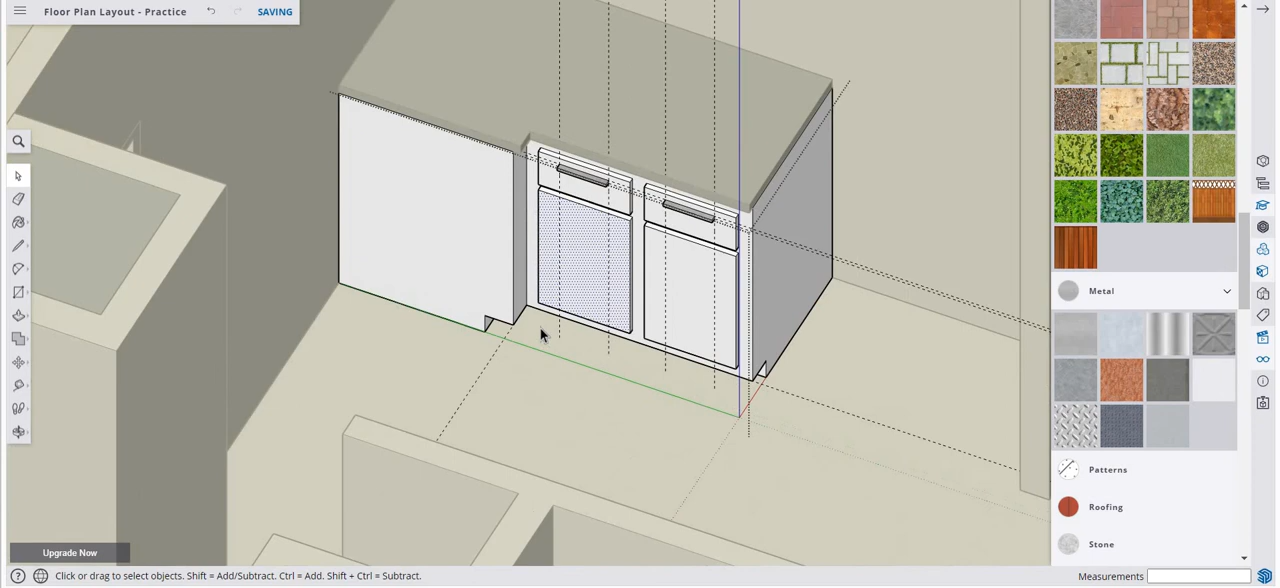 Floor Plan Layout - Practice
SAVING
Metal
Patterns
Roofing
Stone
Upgrade Now
Click or drag to select objects. Shift = Add/Subtract. Ctrl = Add. Shift + Ctrl = Subtract.
Measurements